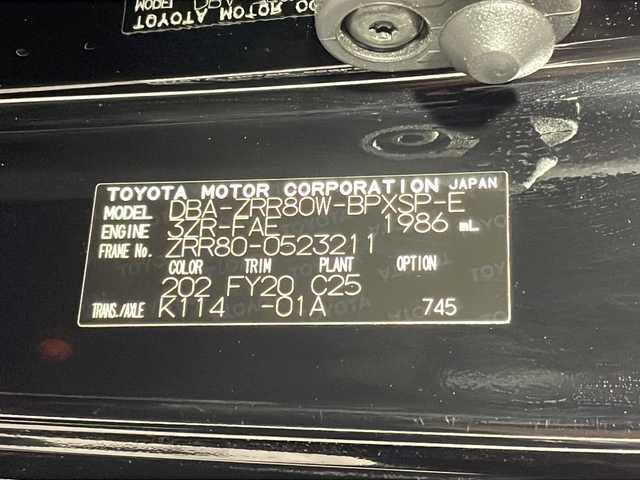 TOYOTA MOTOR CORPORATION JAPAN
MODEL DBA-ZRR80W-BPXSP-E
ENGINE 3ZR-FAE 1986 mL
FRAME No. ZRR80-0523211
COLOR TRIM PLANT OPTION
202 FY20 C25
TRANS./AXLE K114 -01A 745